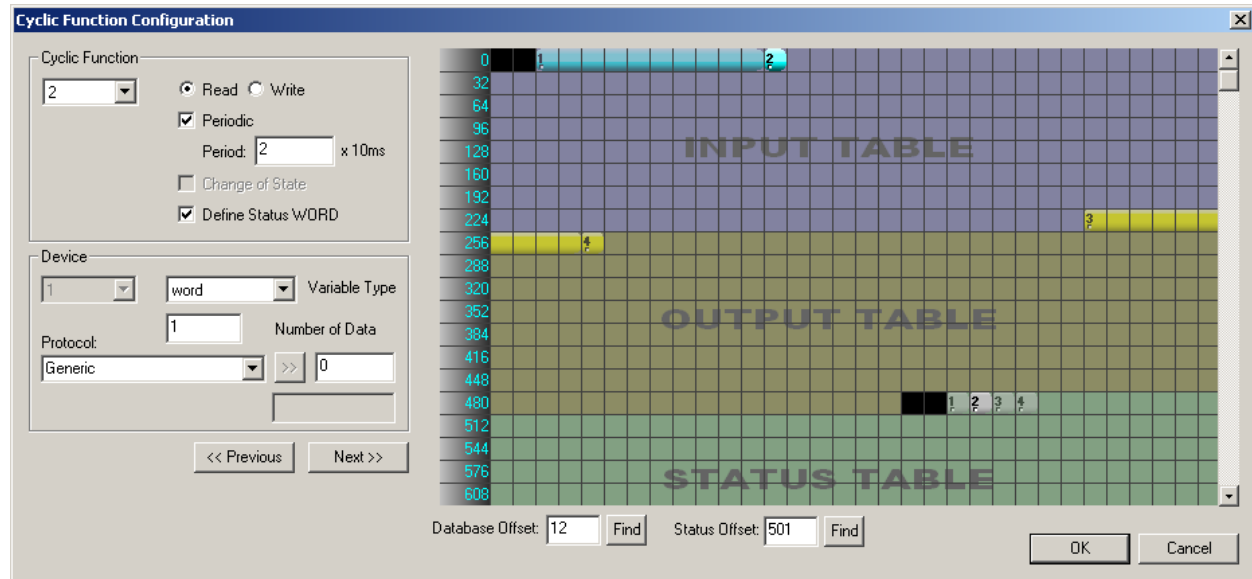 Cyclic Function Configuration
Cyclic Function
2
Read
Write
Periodic
Period: 2 x 10ms
Change of State
Define Status WORD
Device
1
word
Variable Type
1
Number of Data
Protocol:
Generic
>>
0
<< Previous
Next >>
0
1
2
32
64
96
128
INPUT TABLE
160
192
224
3
256
4
288
320
352
OUTPUT TABLE
384
416
448
480
1 2 3 4
512
544
576
STATUS TABLE
608
Database Offset: 12 Find Status Offset: 501 Find
OK
Cancel